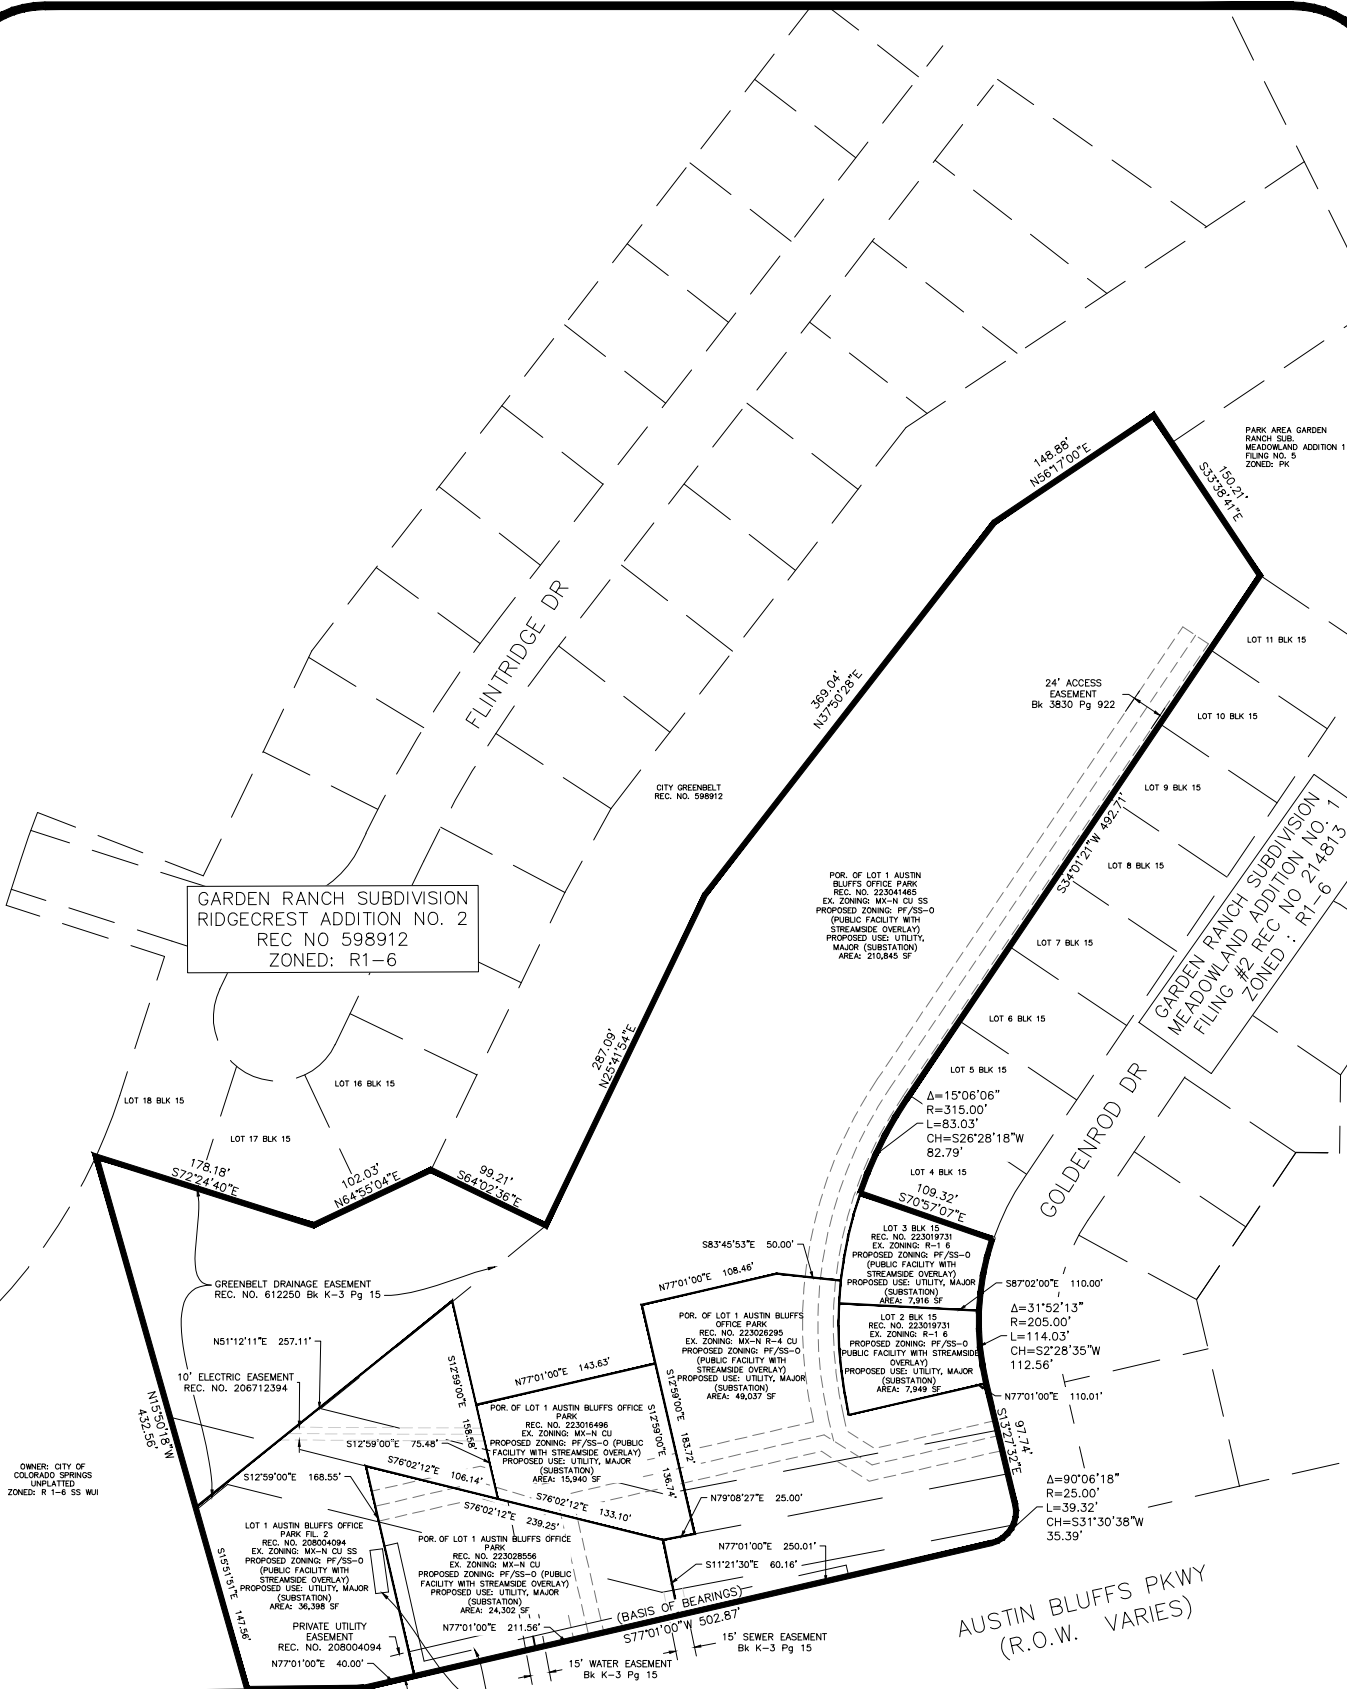 148.88'
N56°17'00"E
150.21'
S33°38'41"E
PARK AREA GARDEN
RANCH SUB.
MEADOWLAND ADDITION 1
FILING NO. 5
ZONED: PK
FLINTRIDGE DR
369.04'
N37°50'28"E
24' ACCESS
EASEMENT
Bk 3830 Pg 922
LOT 11 BLK 15
LOT 10 BLK 15
LOT 9 BLK 15
LOT 8 BLK 15
LOT 7 BLK 15
LOT 6 BLK 15
LOT 5 BLK 15
LOT 4 BLK 15
S34°01'21"W 492.71'
CITY GREENBELT
REC. NO. 598912
GARDEN RANCH SUBDIVISION
RIDGECREST ADDITION NO. 2
REC NO 598912
ZONED: R1-6
POR. OF LOT 1 AUSTIN
BLUFFS OFFICE PARK
REC. NO. 223041465
EX. ZONING: MX-N CU SS
PROPOSED ZONING: PF/SS-O
(PUBLIC FACILITY WITH
STREAMSIDE OVERLAY)
PROPOSED USE: UTILITY,
MAJOR (SUBSTATION)
AREA: 210,845 SF
GARDEN RANCH SUBDIVISION
MEADOWLAND ADDITION NO. 1
FILING #2 REC NO 214813
ZONED : R1-6
GOLDENROD DR
287.09'
N25°41'54"E
LOT 18 BLK 15
LOT 17 BLK 15
LOT 16 BLK 15
178.18'
S72°24'40"E
102.03'
N64°55'04"E
99.21'
S64°02'36"E
Δ=15°06'06"
R=315.00'
L=83.03'
CH=S26°28'18"W
82.79'
109.32'
S70°57'07"E
LOT 3 BLK 15
REC. NO. 223019731
EX. ZONING: R-1 6
PROPOSED ZONING: PF/SS-O
(PUBLIC FACILITY WITH
STREAMSIDE OVERLAY)
PROPOSED USE: UTILITY, MAJOR
(SUBSTATION)
AREA: 7,916 SF
S83°45'53"E 50.00'
N77°01'00"E 108.46'
S87°02'00"E 110.00'
Δ=31°52'13"
R=205.00'
L=114.03'
CH=S2°28'35"W
112.56'
LOT 2 BLK 15
REC. NO. 223019731
EX. ZONING: R-1 6
PROPOSED ZONING: PF/SS-O
PUBLIC FACILITY WITH STREAMSIDE
OVERLAY)
PROPOSED USE: UTILITY, MAJOR
(SUBSTATION)
AREA: 7,949 SF
N77°01'00"E 110.01'
97.74'
S13°27'32"E
GREENBELT DRAINAGE EASEMENT
REC. NO. 612250 Bk K-3 Pg 15
N51°12'11"E 257.11'
10' ELECTRIC EASEMENT
REC. NO. 206712394
N15°50'18"W
432.56'
POR. OF LOT 1 AUSTIN BLUFFS
OFFICE PARK
REC. NO. 223026295
EX. ZONING: MX-N R-4 CU
PROPOSED ZONING: PF/SS-O
(PUBLIC FACILITY WITH
STREAMSIDE OVERLAY)
PROPOSED USE: UTILITY, MAJOR
(SUBSTATION)
AREA: 49,037 SF
S12°59'00"E 183.72'
S12°59'00"E 158.58'
N77°01'00"E 143.63'
POR. OF LOT 1 AUSTIN BLUFFS OFFICE
PARK
REC. NO. 223016496
EX. ZONING: MX-N CU
PROPOSED ZONING: PF/SS-O (PUBLIC
FACILITY WITH STREAMSIDE OVERLAY)
PROPOSED USE: UTILITY, MAJOR
(SUBSTATION)
AREA: 15,940 SF
S12°59'00"E 136.74'
S12°59'00"E 75.48'
S76°02'12"E 106.14'
S12°59'00"E 168.55'
S76°02'12"E 133.10'
S76°02'12"E 239.25'
N79°08'27"E 25.00'
OWNER: CITY OF
COLORADO SPRINGS
UNPLATTED
ZONED: R 1-6 SS WUI
Δ=90°06'18"
R=25.00'
L=39.32'
CH=S31°30'38"W
35.39'
LOT 1 AUSTIN BLUFFS OFFICE
PARK FIL. 2
REC. NO. 208004094
EX. ZONING: MX-N CU SS
PROPOSED ZONING: PF/SS-O
(PUBLIC FACILITY WITH
STREAMSIDE OVERLAY)
PROPOSED USE: UTILITY, MAJOR
(SUBSTATION)
AREA: 36,398 SF
POR. OF LOT 1 AUSTIN BLUFFS OFFICE
PARK
REC. NO. 223028556
EX. ZONING: MX-N CU
PROPOSED ZONING: PF/SS-O (PUBLIC
FACILITY WITH STREAMSIDE OVERLAY)
PROPOSED USE: UTILITY, MAJOR
(SUBSTATION)
AREA: 24,302 SF
S15°51'51"E 147.56'
N77°01'00"E 250.01'
S11°21'30"E 60.16'
PRIVATE UTILITY
EASEMENT
REC. NO. 208004094
N77°01'00"E 211.56'
N77°01'00"E 40.00'
(BASIS OF BEARINGS)
S77°01'00"W 502.87'
15' SEWER EASEMENT
Bk K-3 Pg 15
15' WATER EASEMENT
Bk K-3 Pg 15
AUSTIN BLUFFS PKWY
(R.O.W. VARIES)